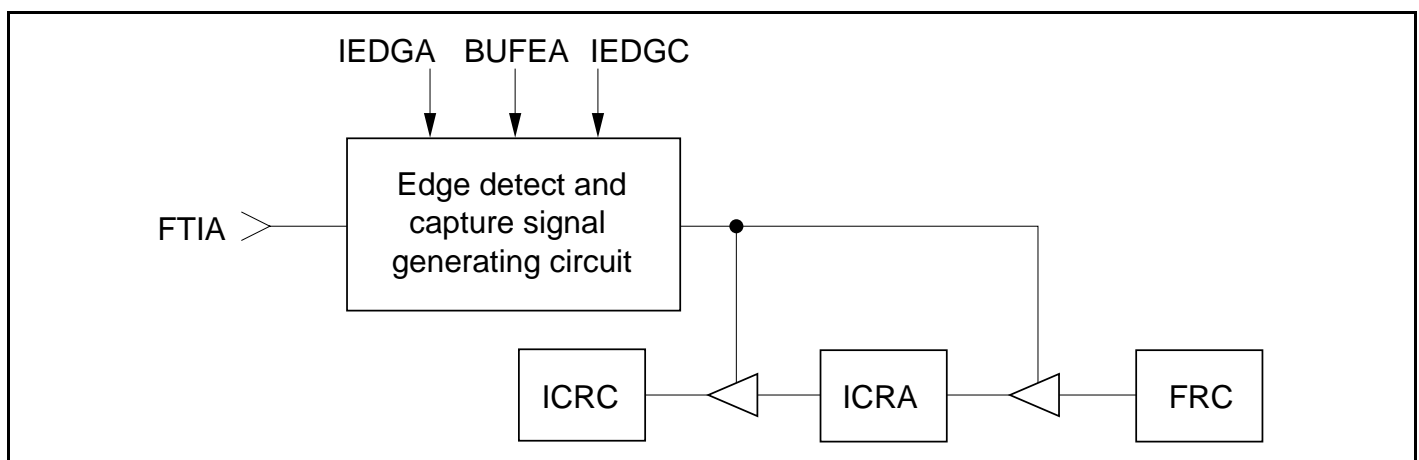 IEDGA BUFEA IEDGC
Edge detect and
capture signal
generating circuit
FTIA
ICRC ICRA FRC